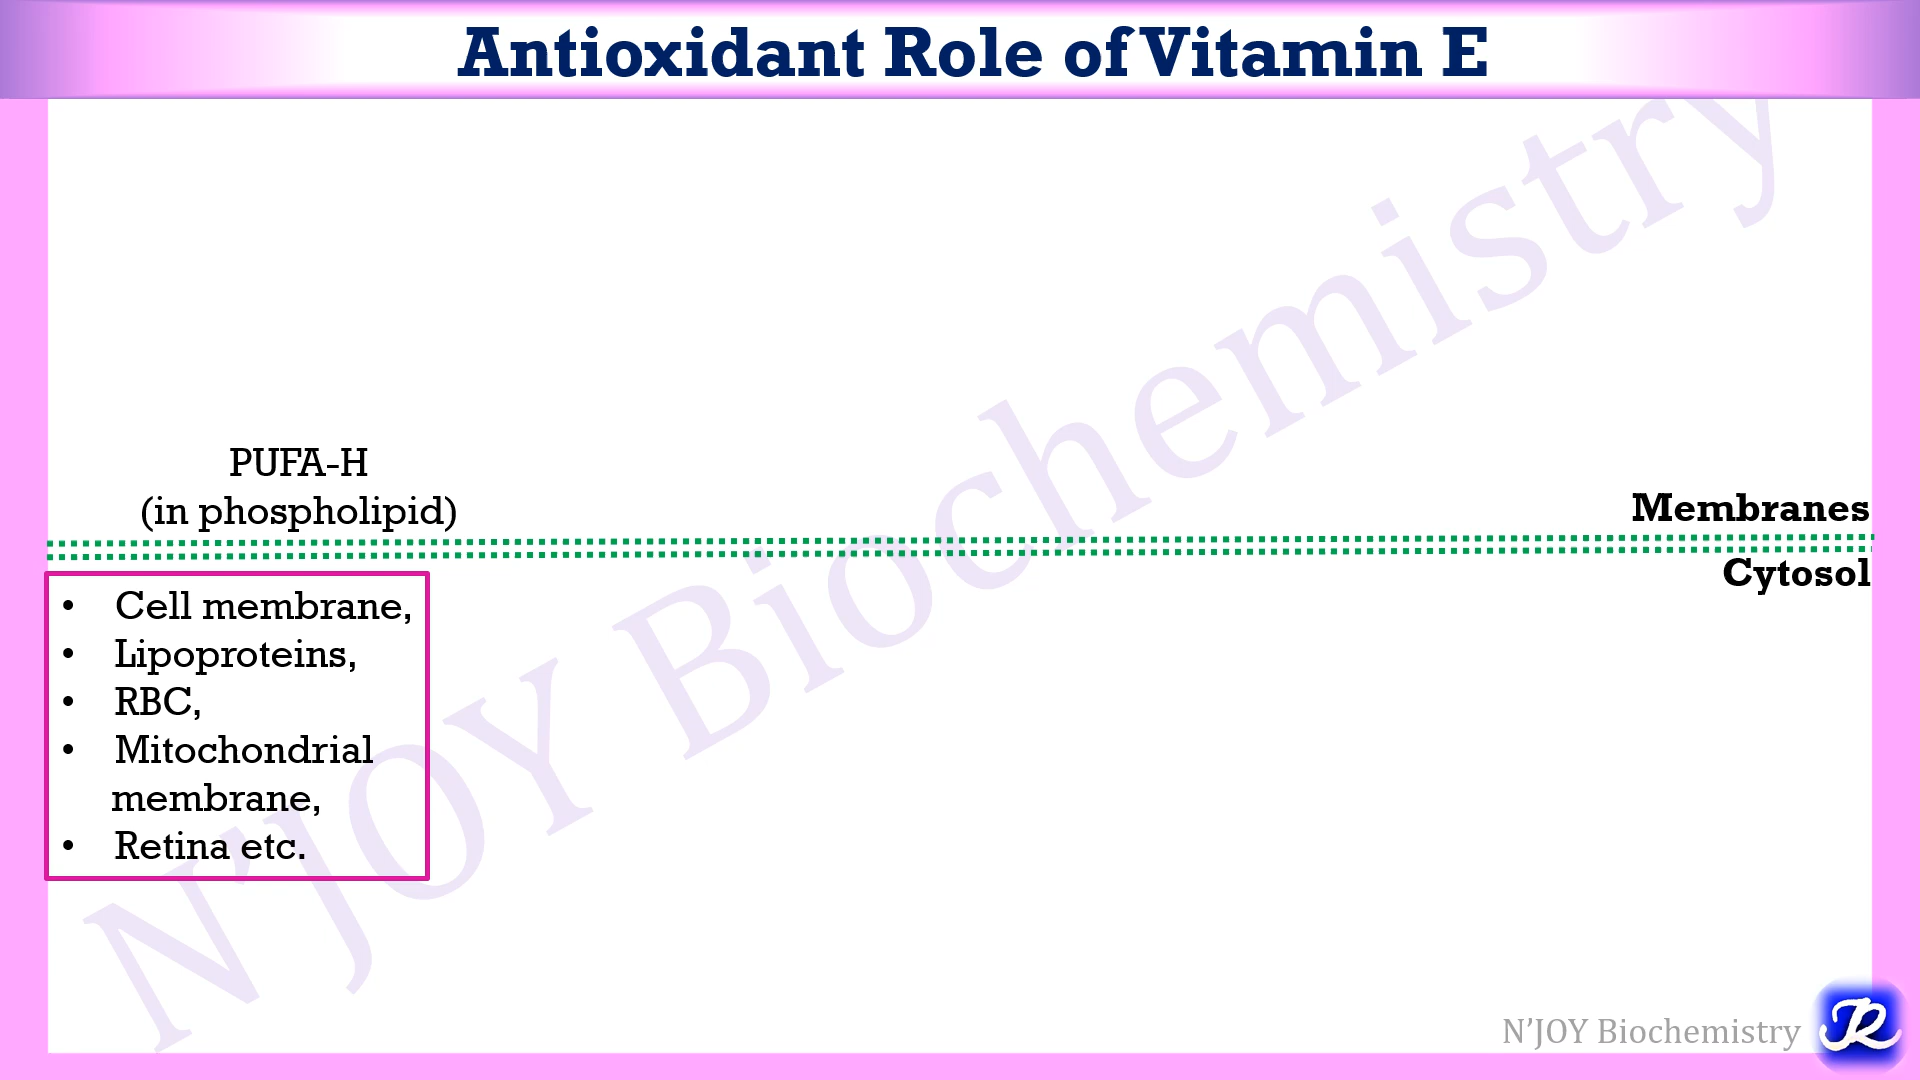 Antioxidant Role of Vitamin E
PUFA-H
(in phospholipid)
Membranes
Cytosol
• Cell membrane,
• Lipoproteins,
• RBC,
• Mitochondrial
membrane,
• Retina etc.
N'JOY Biochemistry
N'JOY Biochemistry
R